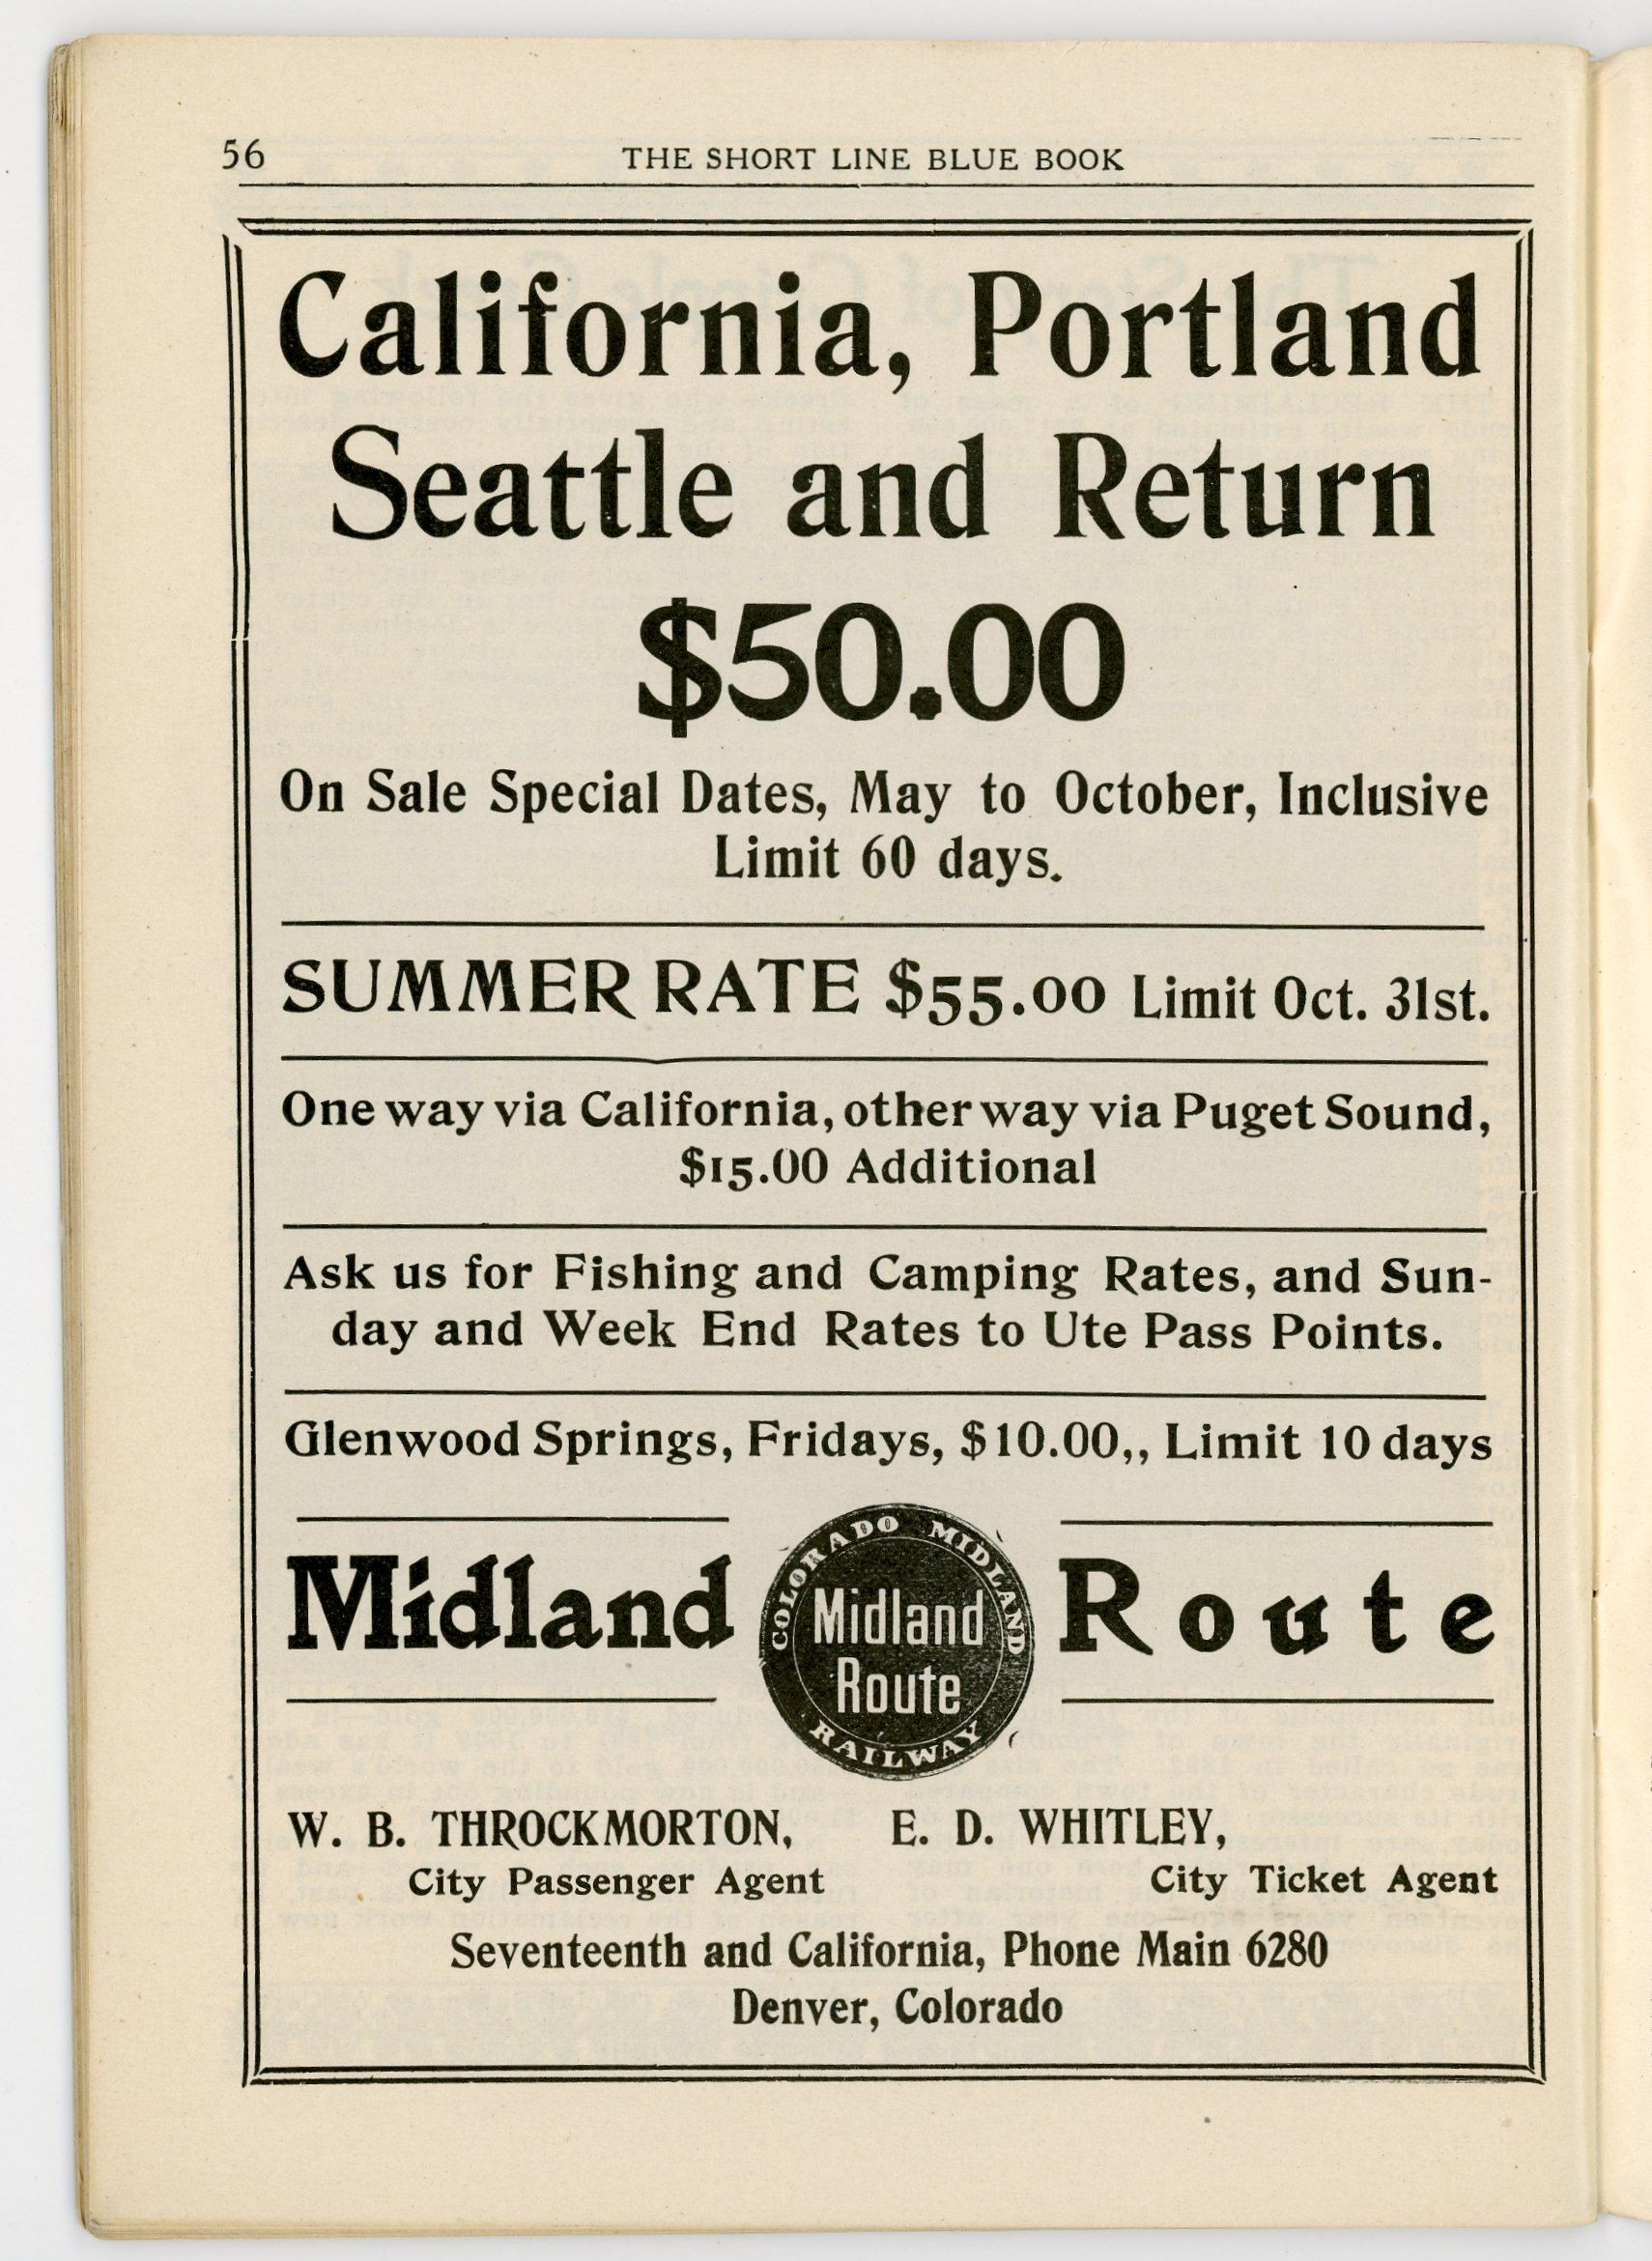 56
THE SHORT LINE BLUE BOOK
California, Portland
Seattle and Return
$50.00
On Sale Special Dates, May to October, Inclusive
Limit 60 days.
SUMMER RATE $55.00 Limit Oct. 31st.
One way via California, other way via Puget Sound,
$15.00 Additional
Ask us for Fishing and Camping Rates, and Sun-
day and Week End Rates to Ute Pass Points.
Glenwood Springs, Fridays, $10.00,, Limit 10 days
Midland
COLORADO MIDLAND
Midland
Route
RAILWAY
Route
W. B. THROCKMORTON,
City Passenger Agent
E. D. WHITLEY,
City Ticket Agent
Seventeenth and California, Phone Main 6280
Denver, Colorado